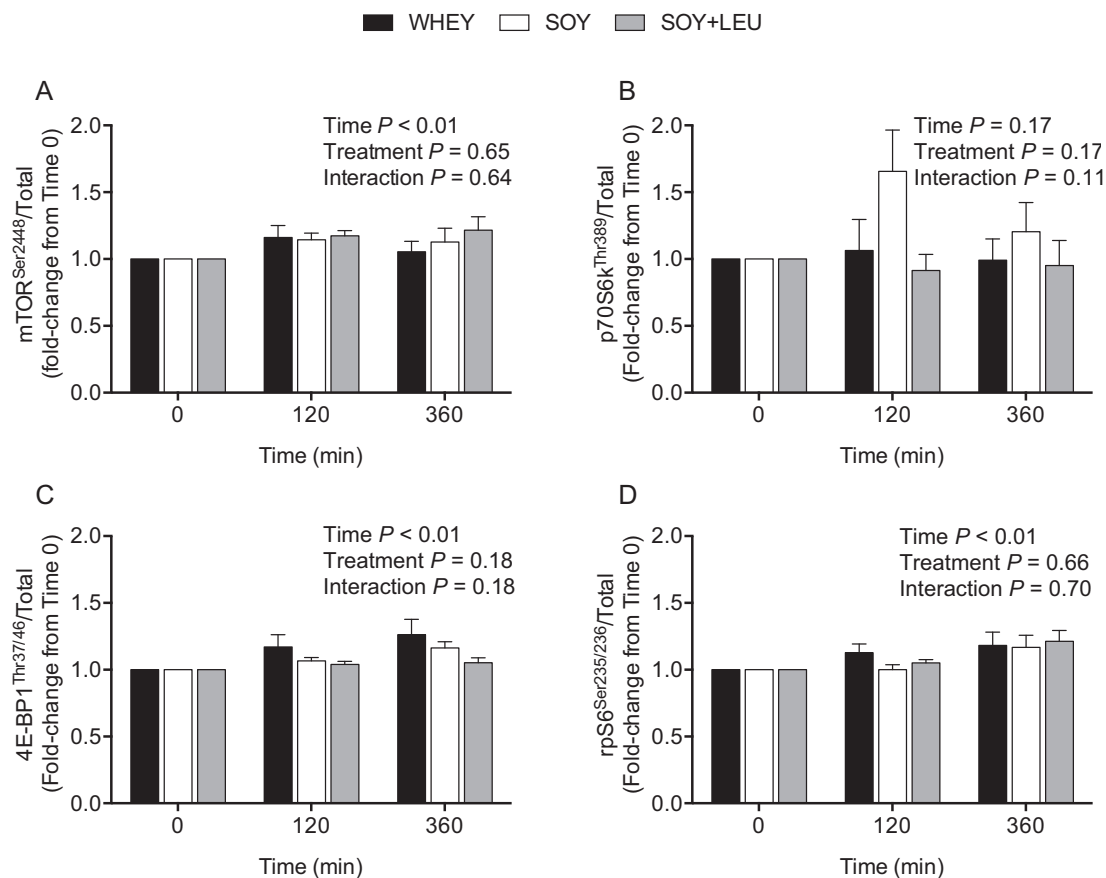 WHEY SOY SOY+LEU
A
mTOR^Ser2448/Total
(fold-change from Time 0)
2.0
1.5
1.0
0.5
0.0
Time P < 0.01
Treatment P = 0.65
Interaction P = 0.64
0 120 360
Time (min)
B
p70S6k^Thr389/Total
(Fold-change from Time 0)
2.0
1.5
1.0
0.5
0.0
Time P = 0.17
Treatment P = 0.17
Interaction P = 0.11
0 120 360
Time (min)
C
4E-BP1^Thr37/46/Total
(Fold-change from Time 0)
2.0
1.5
1.0
0.5
0.0
Time P < 0.01
Treatment P = 0.18
Interaction P = 0.18
0 120 360
Time (min)
D
rpS6^Ser235/236/Total
(Fold-change from Time 0)
2.0
1.5
1.0
0.5
0.0
Time P < 0.01
Treatment P = 0.66
Interaction P = 0.70
0 120 360
Time (min)